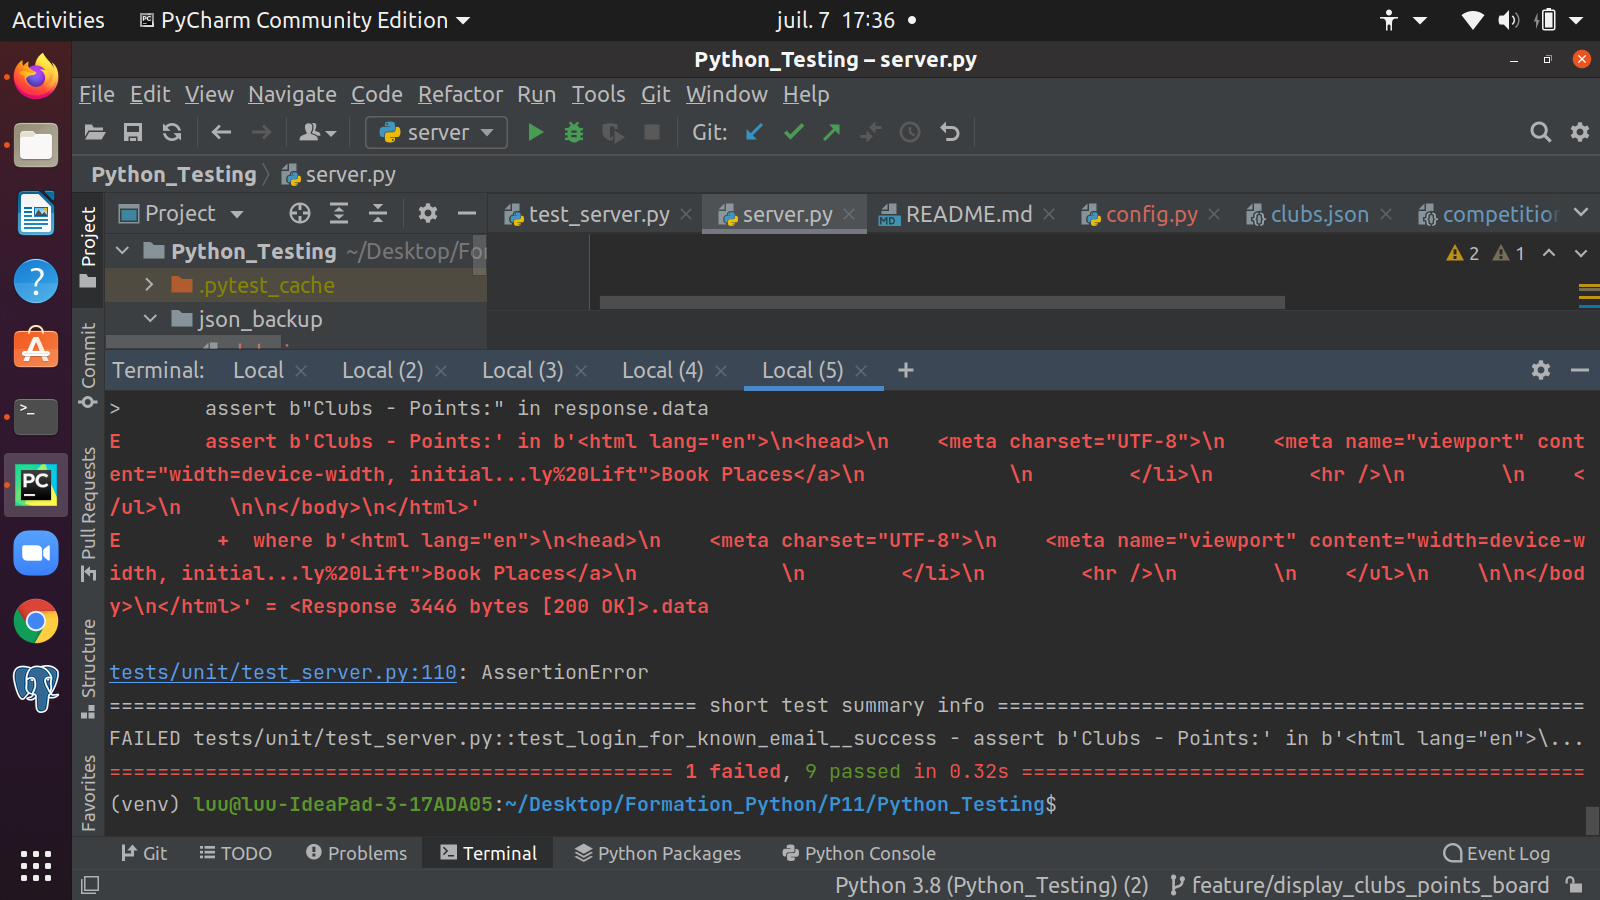 Activities PyCharm Community Edition juil. 7 17:36
Python_Testing – server.py
File Edit View Navigate Code Refactor Run Tools Git Window Help
server Git:
Python_Testing server.py
Project test_server.py server.py README.md config.py clubs.json competition
Project
Python_Testing ~/Desktop/For 2 1
.pytest_cache
json_backup
Commit
Terminal: Local Local (2) Local (3) Local (4) Local (5) +
> assert b"Clubs - Points:" in response.data
E assert b'Clubs - Points:' in b'<html lang="en">\n<head>\n <meta charset="UTF-8">\n <meta name="viewport" cont
ent="width=device-width, initial...ly%20Lift">Book Places</a>\n \n </li>\n <hr />\n \n <
/ul>\n \n\n</body>\n</html>'
Pull Requests
E + where b'<html lang="en">\n<head>\n <meta charset="UTF-8">\n <meta name="viewport" content="width=device-w
idth, initial...ly%20Lift">Book Places</a>\n \n </li>\n <hr />\n \n </ul>\n \n\n</bod
y>\n</html>' = <Response 3446 bytes [200 OK]>.data
Structure
tests/unit/test_server.py:110: AssertionError
================================================= short test summary info =================================================
FAILED tests/unit/test_server.py::test_login_for_known_email__success - assert b'Clubs - Points:' in b'<html lang="en">\...
=============================================== 1 failed, 9 passed in 0.32s ===============================================
Favorites
(venv) luu@luu-IdeaPad-3-17ADA05:~/Desktop/Formation_Python/P11/Python_Testing$
Git TODO Problems Terminal Python Packages Python Console Event Log
Python 3.8 (Python_Testing) (2) feature/display_clubs_points_board